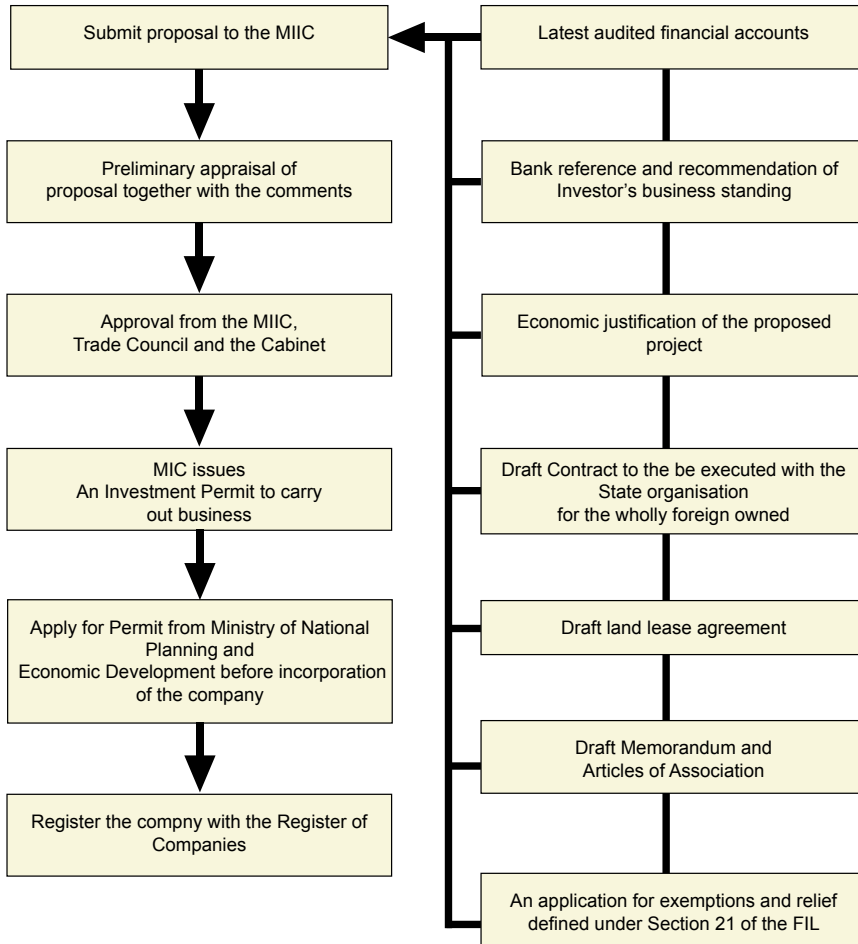 Submit proposal to the MIIC
Preliminary appraisal of
proposal together with the comments
Approval from the MIIC,
Trade Council and the Cabinet
MIC issues
An Investment Permit to carry
out business
Apply for Permit from Ministry of National
Planning and
Economic Development before incorporation
of the company
Register the compny with the Register of
Companies
Latest audited financial accounts
Bank reference and recommendation of
Investor's business standing
Economic justification of the proposed
project
Draft Contract to the be executed with the
State organisation
for the wholly foreign owned
Draft land lease agreement
Draft Memorandum and
Articles of Association
An application for exemptions and relief
defined under Section 21 of the FIL